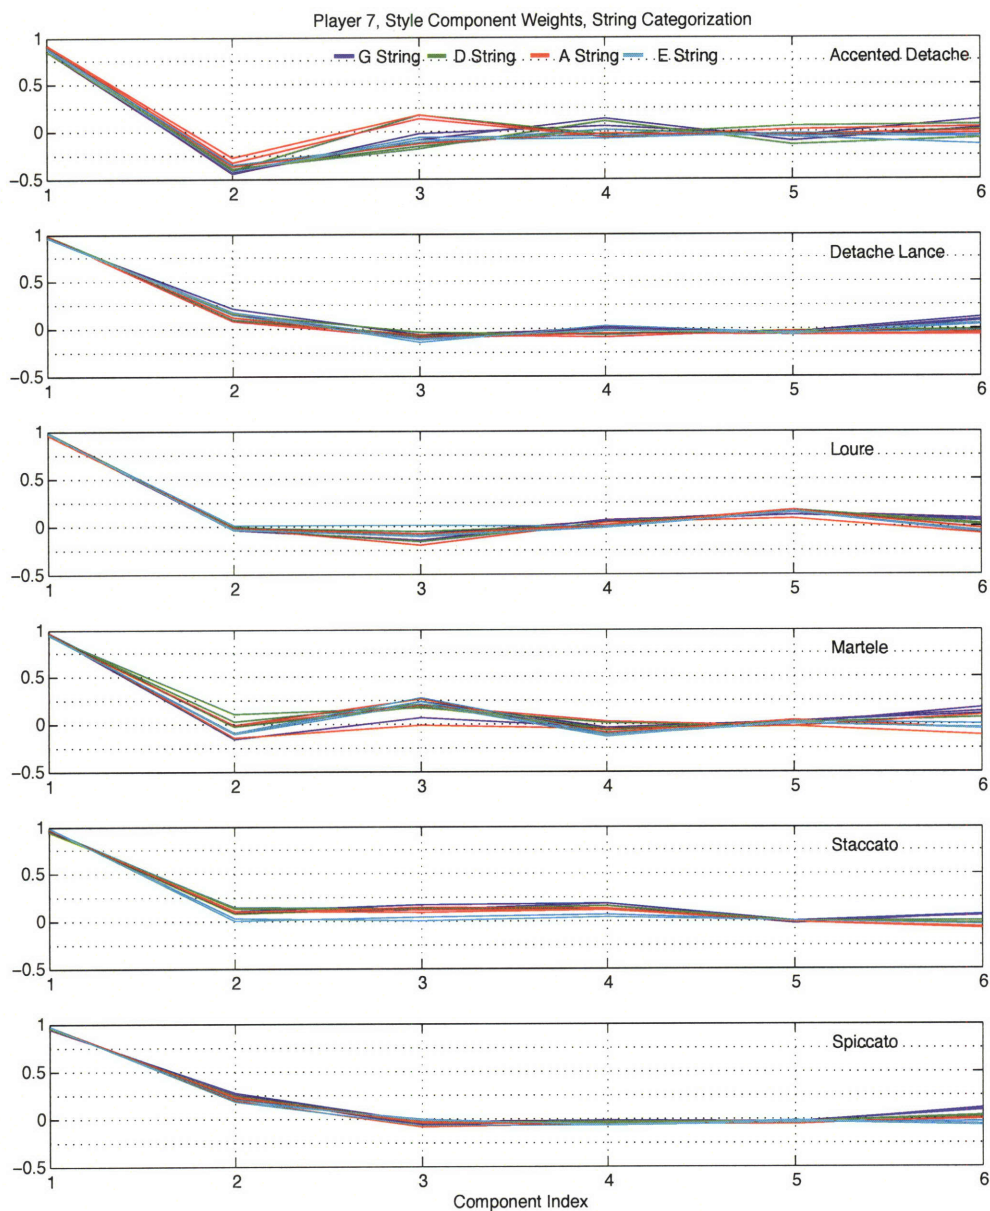 Player 7, Style Component Weights, String Categorization
G String D String A String E String
Accented Detache
1
0.5
0
−0.5
1 2 3 4 5 6
Detache Lance
1
0.5
0
−0.5
1 2 3 4 5 6
Loure
1
0.5
0
−0.5
1 2 3 4 5 6
Martele
1
0.5
0
−0.5
1 2 3 4 5 6
Staccato
1
0.5
0
−0.5
1 2 3 4 5 6
Spiccato
1
0.5
0
−0.5
1 2 3 4 5 6
Component Index